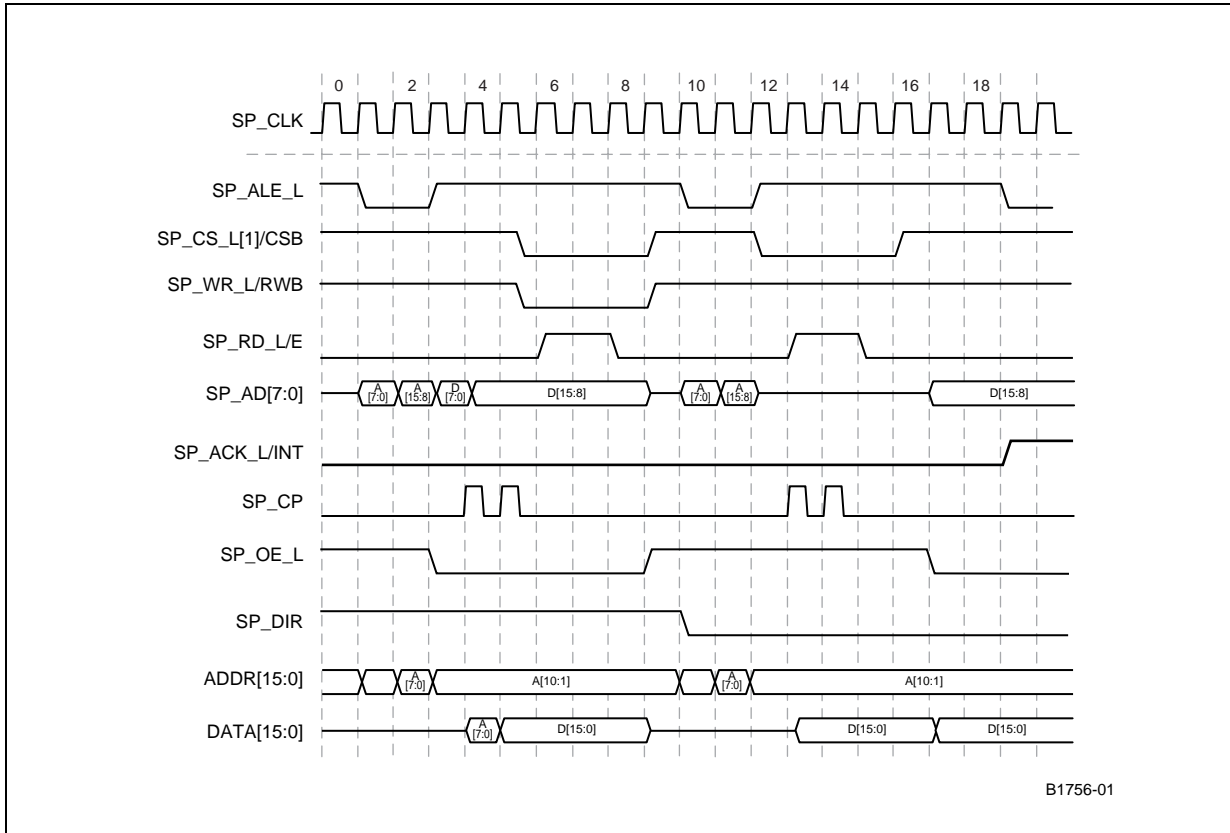 0 2 4 6 8 10 12 14 16 18
SP_CLK
SP_ALE_L
SP_CS_L[1]/CSB
SP_WR_L/RWB
SP_RD_L/E
SP_AD[7:0] A [7:0] A [15:8] D [7:0] D[15:8] A [7:0] A [15:8] D[15:8]
SP_ACK_L/INT
SP_CP
SP_OE_L
SP_DIR
ADDR[15:0] A [7:0] A[10:1] A [7:0] A[10:1]
DATA[15:0] A [7:0] D[15:0] D[15:0] D[15:0]
B1756-01